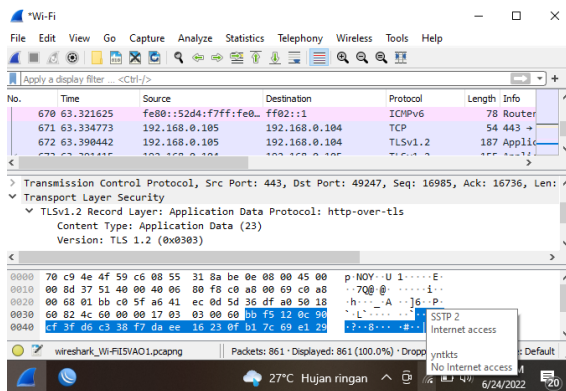 *Wi-Fi
File Edit View Go Capture Analyze Statistics Telephony Wireless Tools Help
Apply a display filter ... <Ctrl-/>
No. Time Source Destination Protocol Length Info
670 63.321625 fe80::52d4:f7ff:fe0… ff02::1 ICMPv6 78 Router
671 63.334773 192.168.0.105 192.168.0.104 TCP 54 443 →
672 63.390442 192.168.0.105 192.168.0.104 TLSv1.2 187 Applic
Transmission Control Protocol, Src Port: 443, Dst Port: 49247, Seq: 16985, Ack: 16736, Len:
Transport Layer Security
TLSv1.2 Record Layer: Application Data Protocol: http-over-tls
Content Type: Application Data (23)
Version: TLS 1.2 (0x0303)
0000 70 c9 4e 4f 59 c6 08 55 31 8a be 0e 08 00 45 00 p·NOY··U 1·····E·
0010 00 8d 37 51 40 00 40 06 80 f8 c0 a8 00 69 c0 a8 ··7Q@·@· ·····i··
0020 00 68 01 bb c0 5f a6 41 ec 0d 5d 36 df a0 50 18 ·h···_·A ··]6··P·
0030 60 82 4c 60 00 00 17 03 03 00 60 bb f5 12 0c 90 `·L`···· ··`
0040 cf 3f d6 c3 38 f7 da ee 16 23 0f b1 7c 69 e1 29 ·?··8··· ·#··|
SSTP 2
Internet access
yntkts
No Internet access
wireshark_Wi-FiISVAO1.pcapng Packets: 861 · Displayed: 861 (100.0%) · Dropp : Default
27°C Hujan ringan
6/24/2022
20